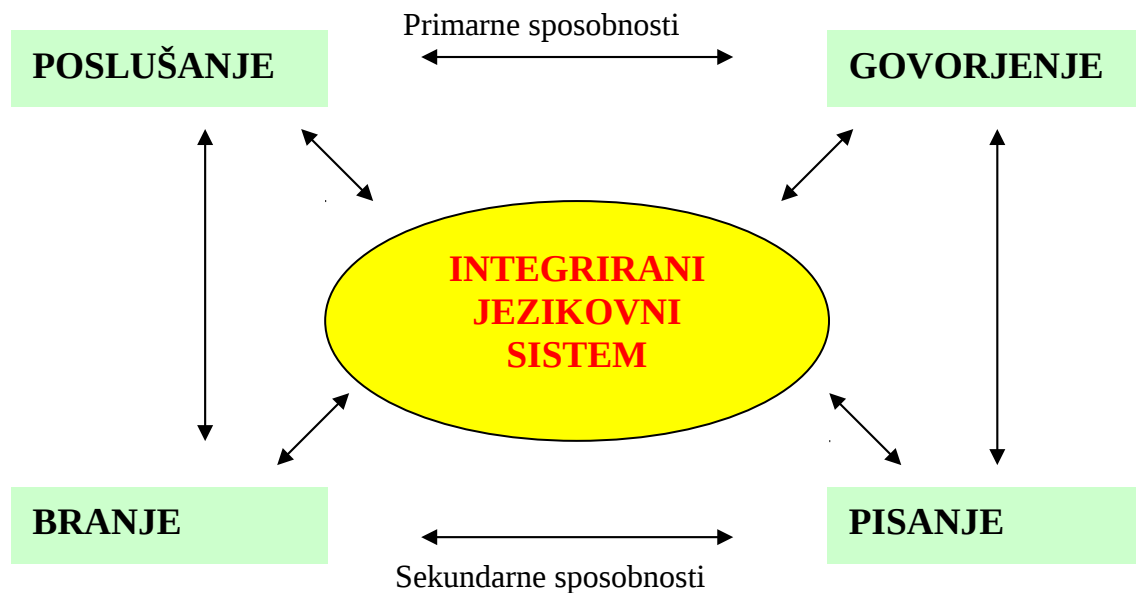 Primarne sposobnosti
POSLUŠANJE
GOVORJENJE
INTEGRIRANI
JEZIKOVNI
SISTEM
BRANJE
PISANJE
Sekundarne sposobnosti